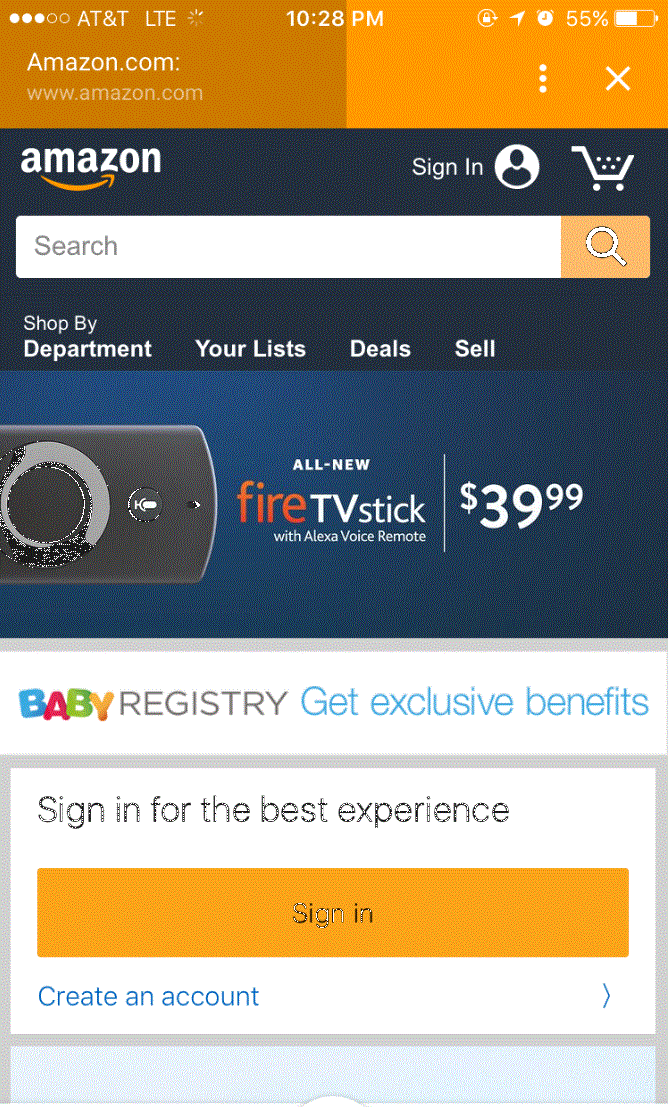 AT&T LTE 10:28 PM 55%
Amazon.com:
www.amazon.com
amazon Sign In
Search
Shop By
Department Your Lists Deals Sell
ALL-NEW
fireTVstick $39⁹⁹
with Alexa Voice Remote
BABY REGISTRY Get exclusive benefits
Sign in for the best experience
Sign in
Create an account